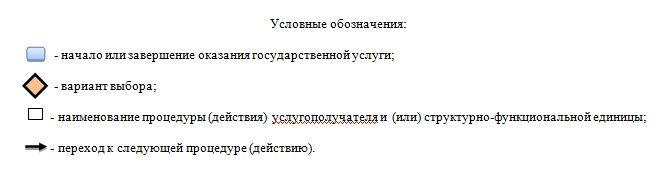 Условные обозначения:
- начало или завершение оказания государственной услуги;
- вариант выбора;
- наименование процедуры (действия) услугополучателя и (или) структурно-функциональной единицы;
- переход к следующей процедуре (действию).